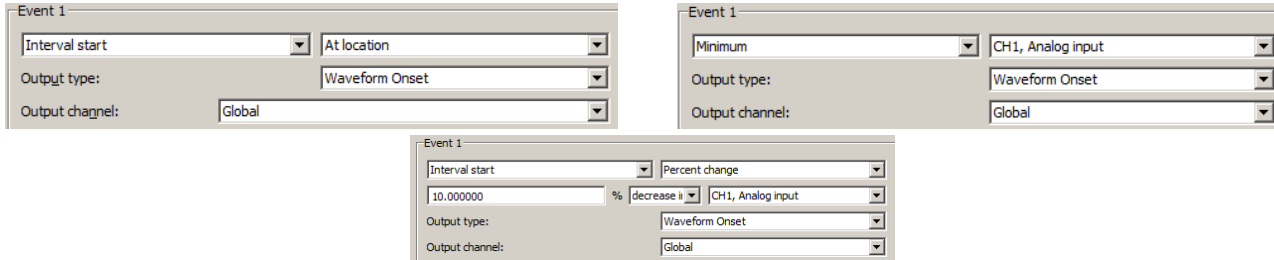 Event 1
Interval start At location
Output type: Waveform Onset
Output channel: Global
Event 1
Minimum CH1, Analog input
Output type: Waveform Onset
Output channel: Global
Event 1
Interval start Percent change
10.000000 % decrease i CH1, Analog input
Output type: Waveform Onset
Output channel: Global